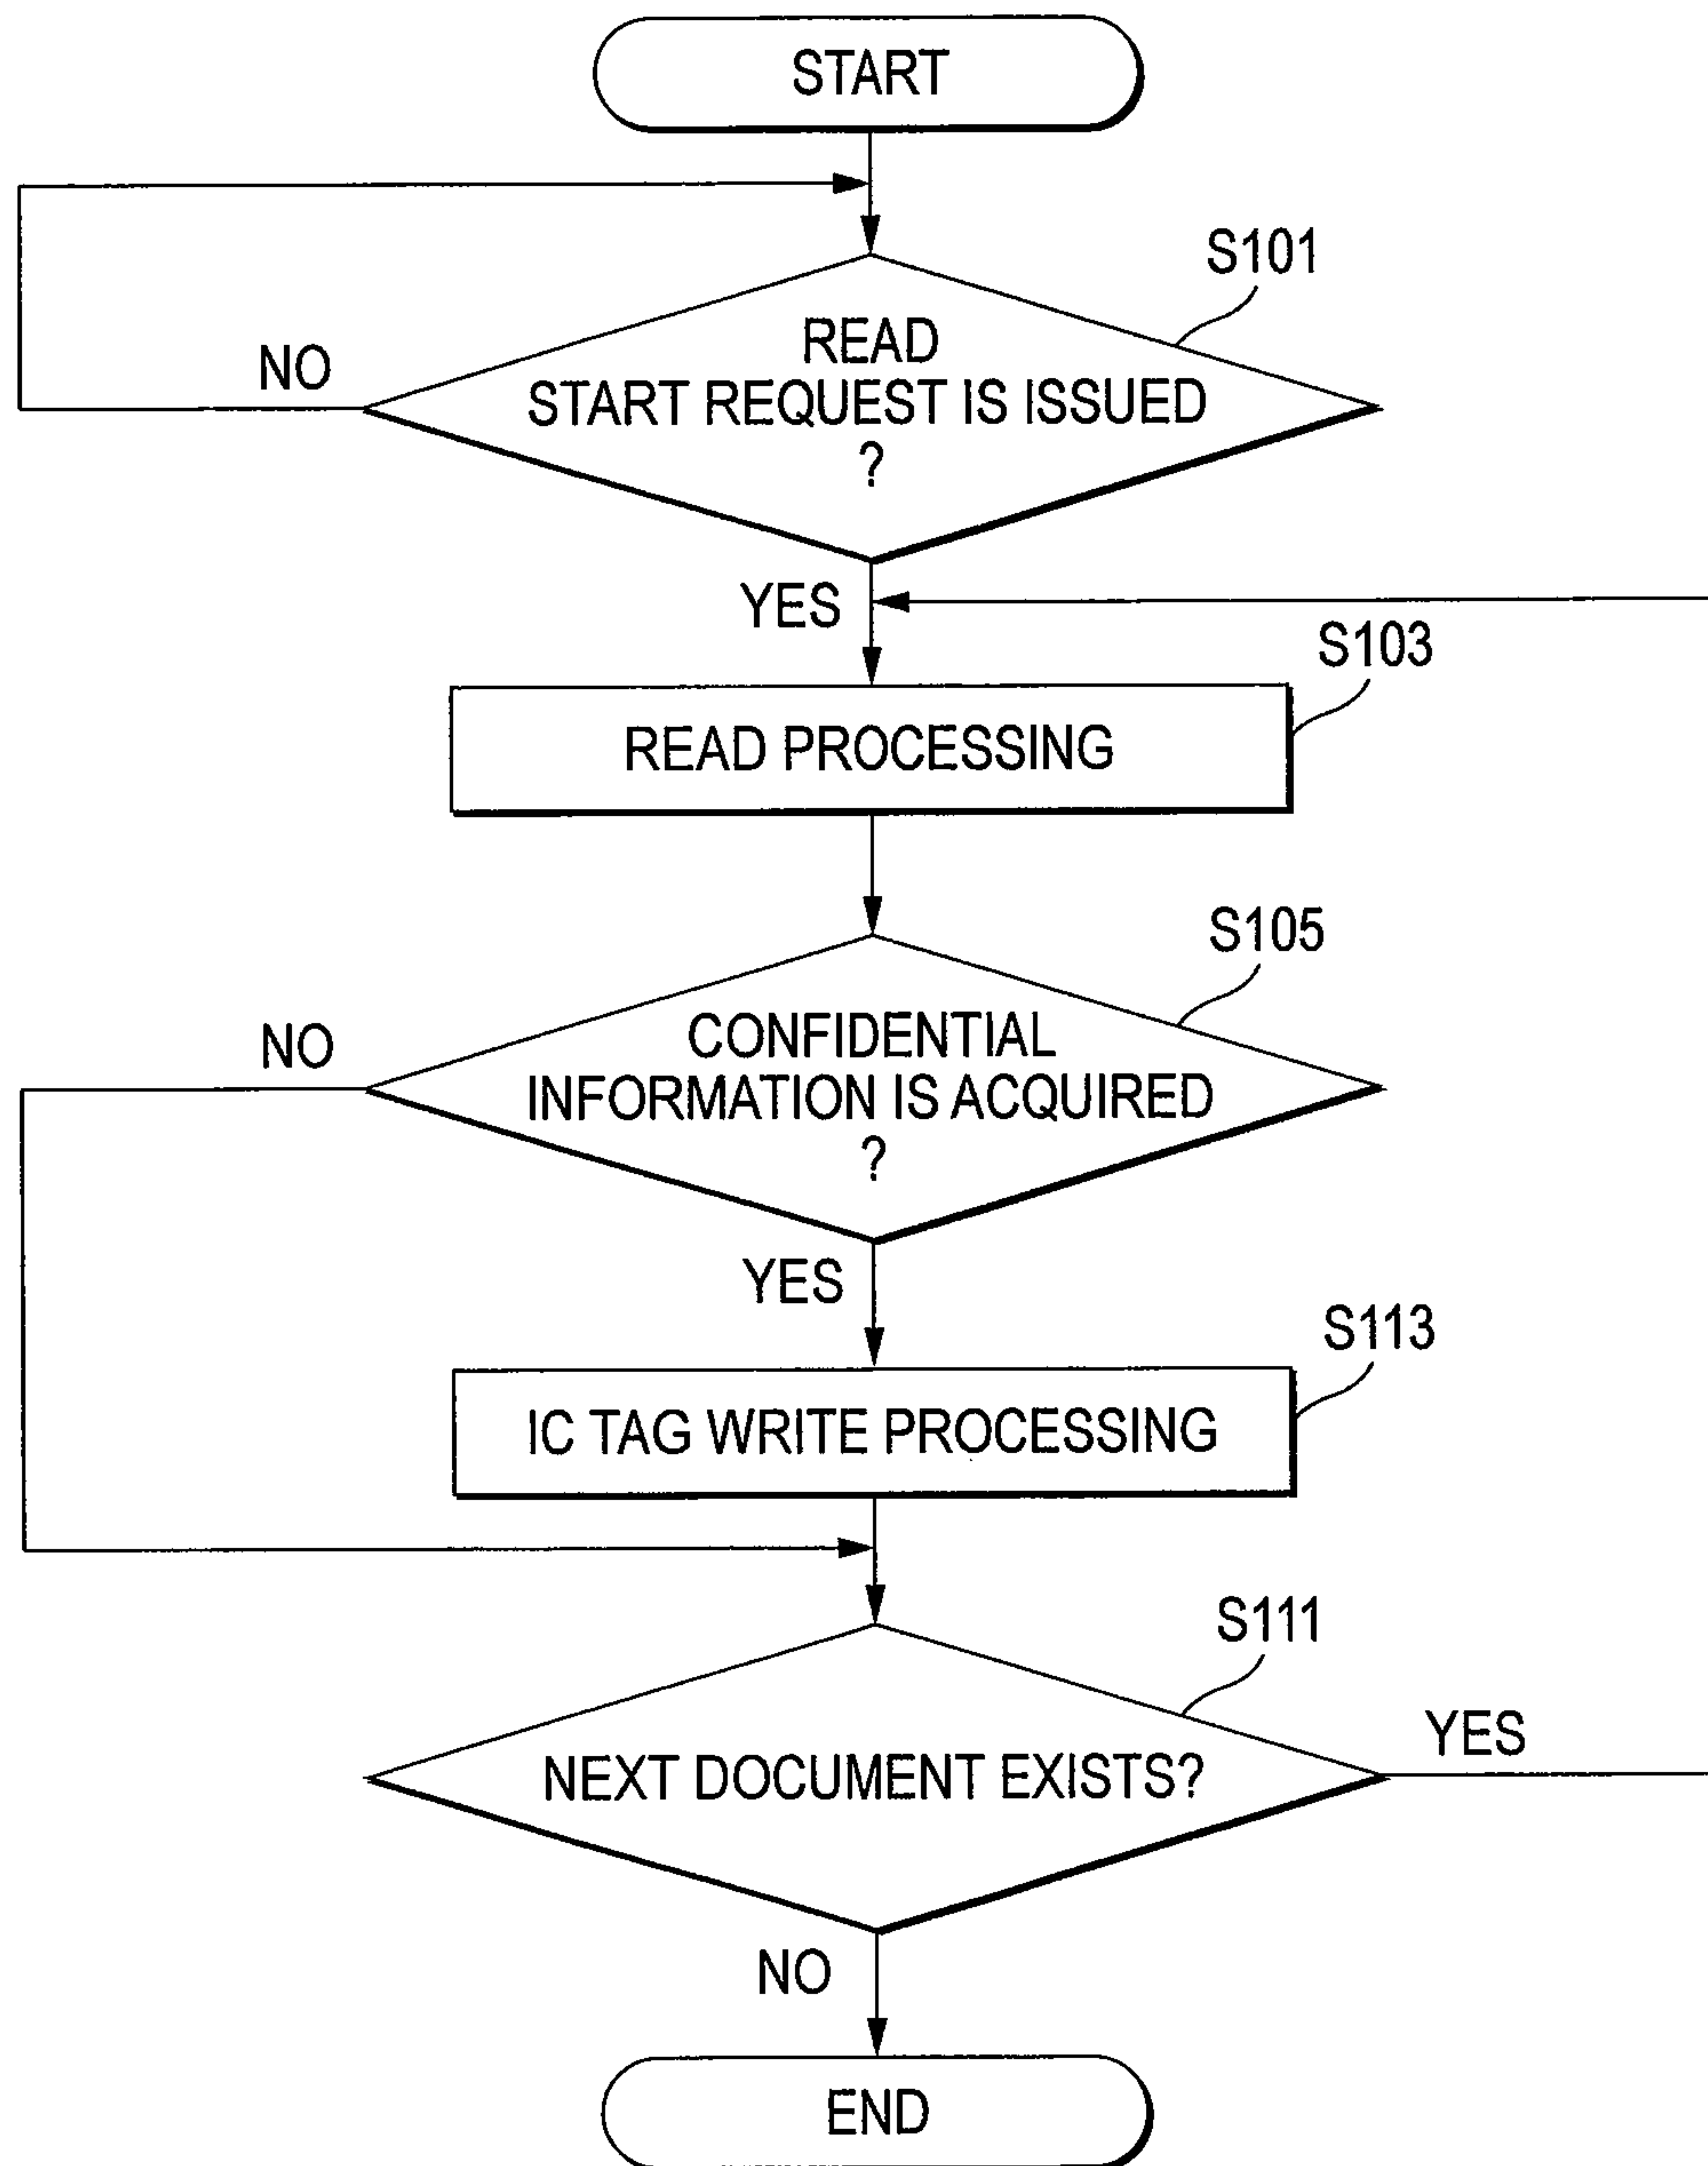 START
S101
READ
START REQUEST IS ISSUED
?
NO
YES
S103
READ PROCESSING
S105
CONFIDENTIAL
INFORMATION IS ACQUIRED
?
NO
YES
S113
IC TAG WRITE PROCESSING
S111
NEXT DOCUMENT EXISTS?
YES
NO
END